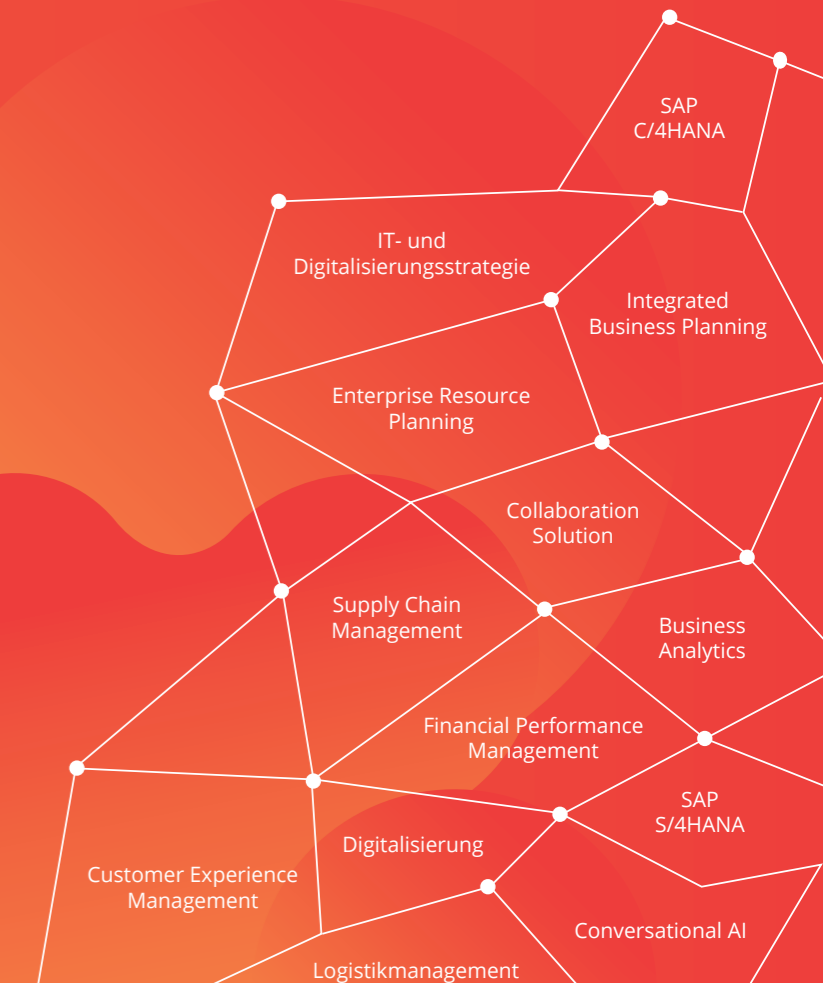 SAP
C/4HANA
IT- und
Digitalisierungsstrategie
Integrated
Business Planning
Enterprise Resource
Planning
Collaboration
Solution
Supply Chain
Management
Business
Analytics
Financial Performance
Management
SAP
S/4HANA
Digitalisierung
Customer Experience
Management
Conversational AI
Logistikmanagement